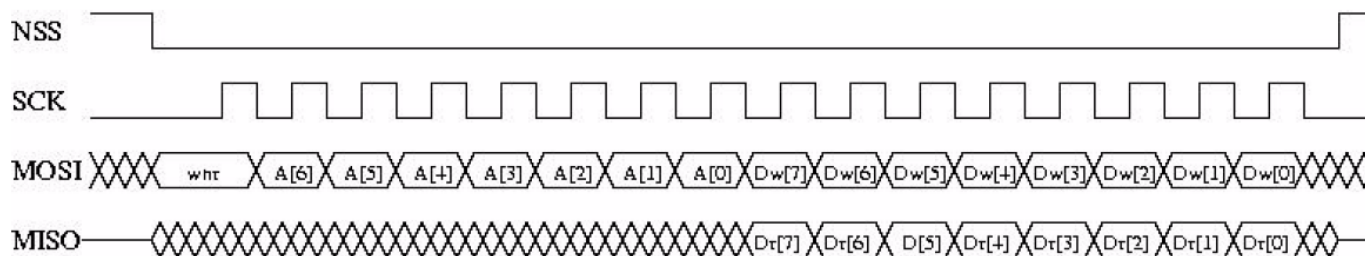 NSS
SCK
MOSI whr A[6] A[5] A[4] A[3] A[2] A[1] A[0] Dw[7] Dw[6] Dw[5] Dw[4] Dw[3] Dw[2] Dw[1] Dw[0]
MISO Dr[7] Dr[6] D[5] Dr[4] Dr[3] Dr[2] Dr[1] Dr[0]